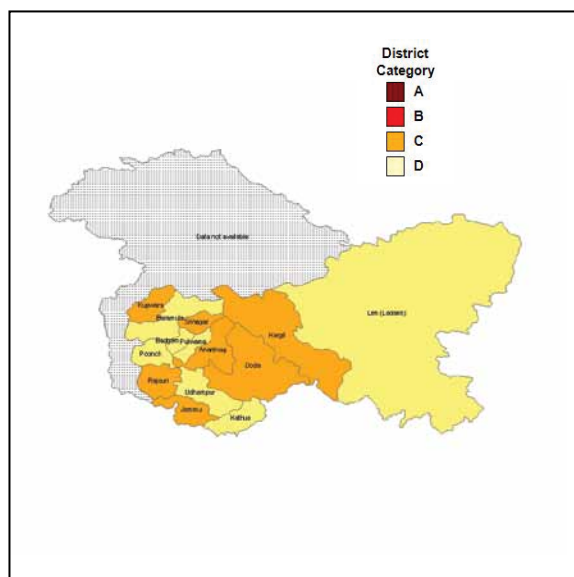 District
Category
A
B
C
D
Data not available
Leh (Ladakh)
Kupwara
Baramula
Srinagar
Kargil
Badgam
Pulwama
Anantnag
Poonch
Doda
Rajauri
Udhampur
Jammu
Kathua